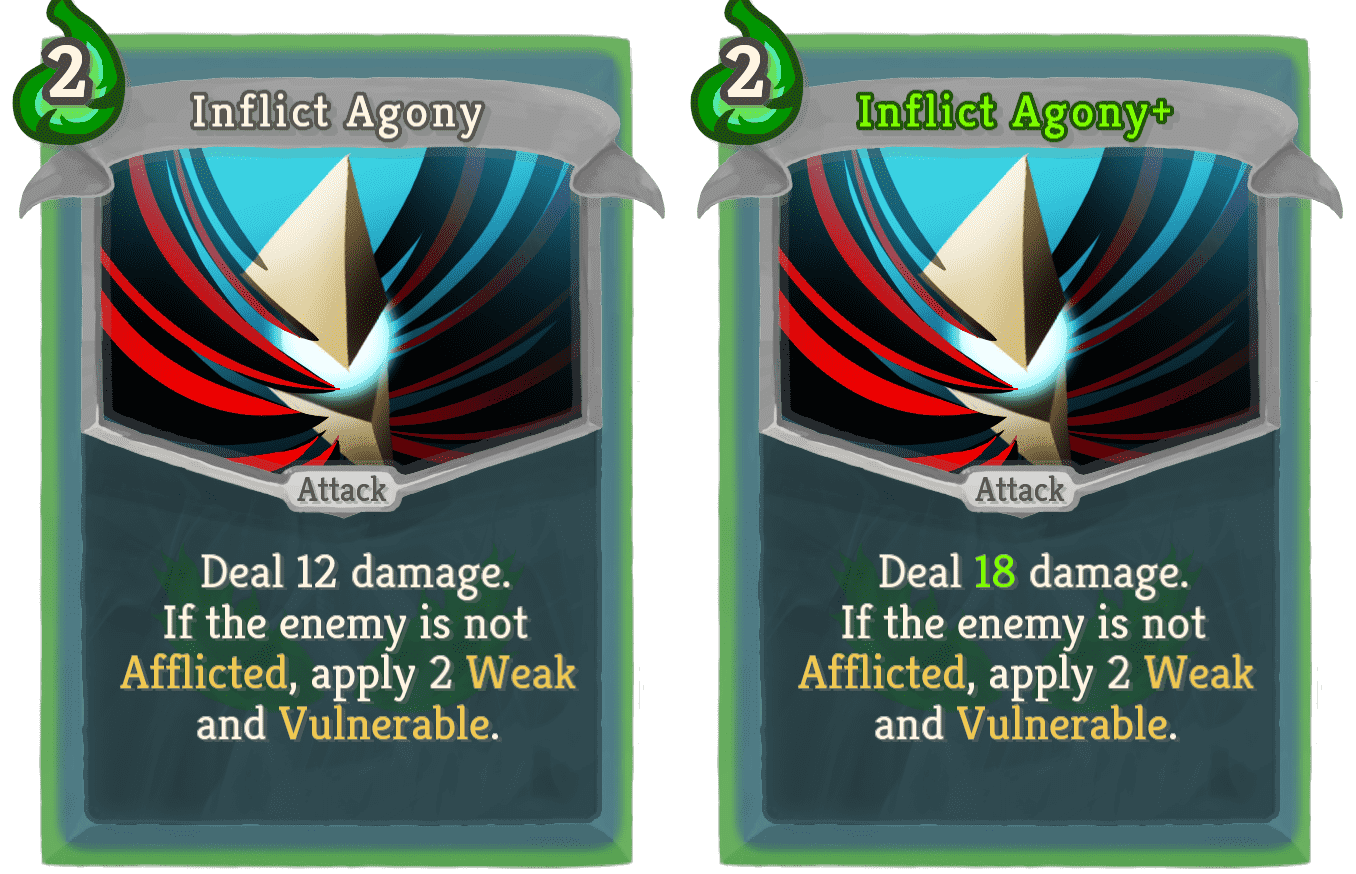 2
Inflict Agony
Attack
Deal 12 damage.
If the enemy is not
Afflicted, apply 2 Weak
and Vulnerable.
2
Inflict Agony+
Attack
Deal 18 damage.
If the enemy is not
Afflicted, apply 2 Weak
and Vulnerable.